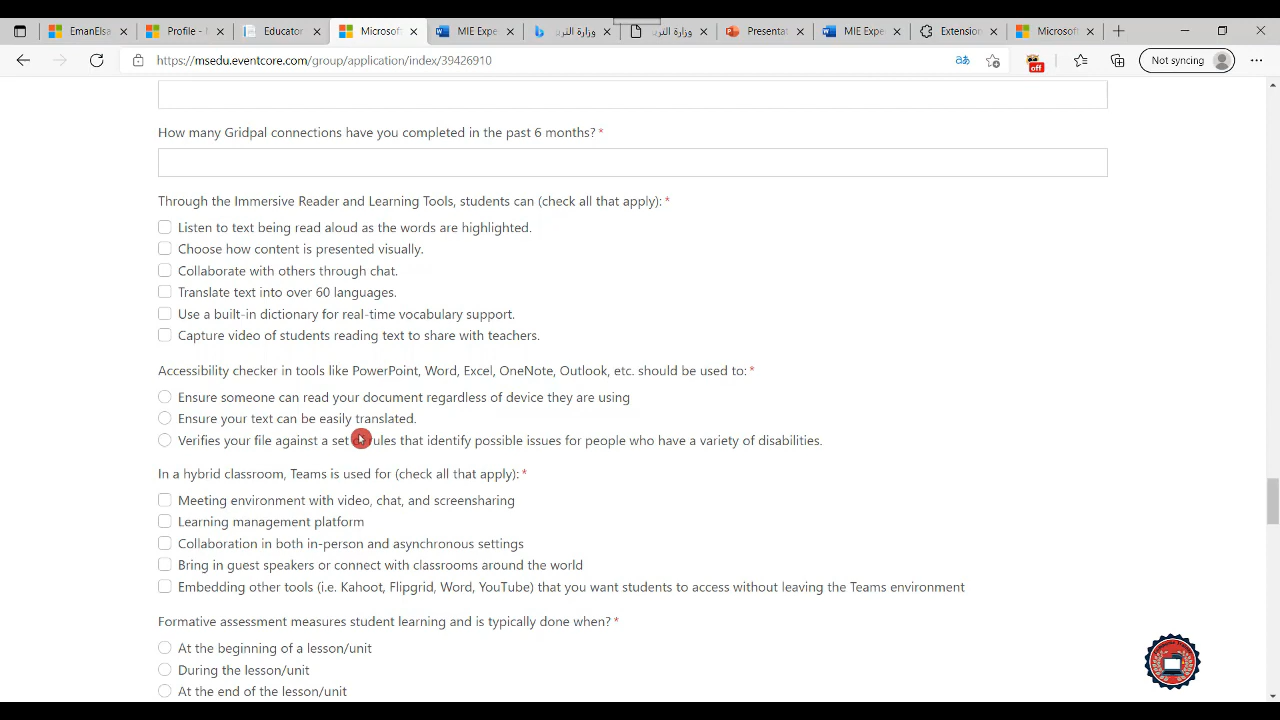 EmanElsa
Profile -
Educator
Microsof
MIE Expe
وزارة التر
وزارة التر
Presentat
MIE Expe
Extension
Microsof
https://msedu.eventcore.com/group/application/index/39426910
off
Not syncing
How many Gridpal connections have you completed in the past 6 months? *
Through the Immersive Reader and Learning Tools, students can (check all that apply): *
Listen to text being read aloud as the words are highlighted.
Choose how content is presented visually.
Collaborate with others through chat.
Translate text into over 60 languages.
Use a built-in dictionary for real-time vocabulary support.
Capture video of students reading text to share with teachers.
Accessibility checker in tools like PowerPoint, Word, Excel, OneNote, Outlook, etc. should be used to: *
Ensure someone can read your document regardless of device they are using
Ensure your text can be easily translated.
Verifies your file against a set of rules that identify possible issues for people who have a variety of disabilities.
In a hybrid classroom, Teams is used for (check all that apply): *
Meeting environment with video, chat, and screensharing
Learning management platform
Collaboration in both in-person and asynchronous settings
Bring in guest speakers or connect with classrooms around the world
Embedding other tools (i.e. Kahoot, Flipgrid, Word, YouTube) that you want students to access without leaving the Teams environment
Formative assessment measures student learning and is typically done when? *
At the beginning of a lesson/unit
During the lesson/unit
At the end of the lesson/unit